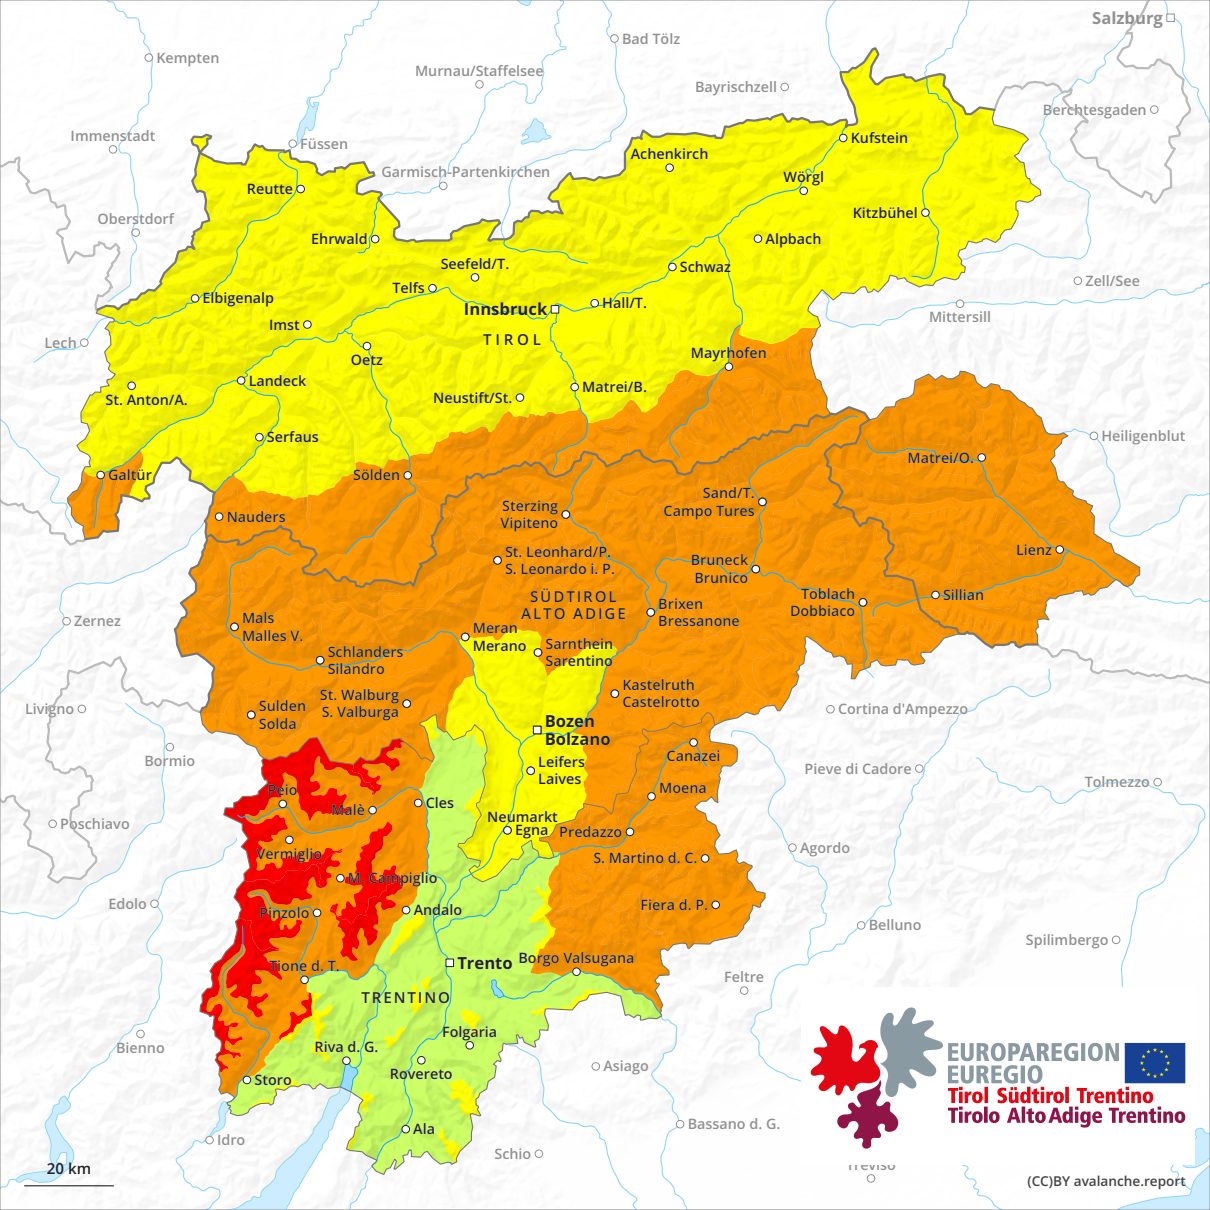 Salzburg
Bad Tölz
Kempten
Murnau/Staffelsee
Bayrischzell
Berchtesgaden
Immenstadt
Kufstein
Füssen
Achenkirch
Garmisch-Partenkirchen
Wörgl
Reutte
Kitzbühel
Oberstdorf
Ehrwald
Alpbach
Seefeld/T.
Schwaz
Zell/See
Telfs
Elbigenalp
Hall/T.
Innsbruck
Mittersill
Imst
TIROL
Lech
Oetz
Mayrhofen
Landeck
St. Anton/A.
Matrei/B.
Neustift/St.
Serfaus
Heiligenblut
Matrei/O.
Galtür
Sölden
Sand/T.
Campo Tures
Sterzing
Vipiteno
Nauders
Lienz
St. Leonhard/P.
S. Leonardo i. P.
Bruneck
Brunico
SÜDTIROL
ALTO ADIGE
Toblach
Dobbiaco
Sillian
Brixen
Bressanone
Zernez
Mals
Malles V.
Meran
Merano
Sarnthein
Sarentino
Schlanders
Silandro
Kastelruth
Castelrotto
St. Walburg
S. Valburga
Sulden
Solda
Livigno
Cortina d'Ampezzo
Bozen
Bolzano
Bormio
Canazei
Leifers
Laives
Pieve di Cadore
Tolmezzo
Peio
Moena
Malè
Cles
Neumarkt
Egna
Poschiavo
Predazzo
Vermiglio
Agordo
S. Martino d. C.
M. Campiglio
Edolo
Pinzolo
Andalo
Fiera d. P.
Belluno
Spilimbergo
Trento
Borgo Valsugana
Tione d. T.
Feltre
TRENTINO
Folgaria
Bienno
Riva d. G.
Rovereto
Asiago
Storo
EUROPAREGION
EUREGIO
Tirol Südtirol Trentino
Tirolo Alto Adige Trentino
Ala
Bassano d. G.
Idro
Schio
Treviso
20 km
(CC)BY avalanche.report